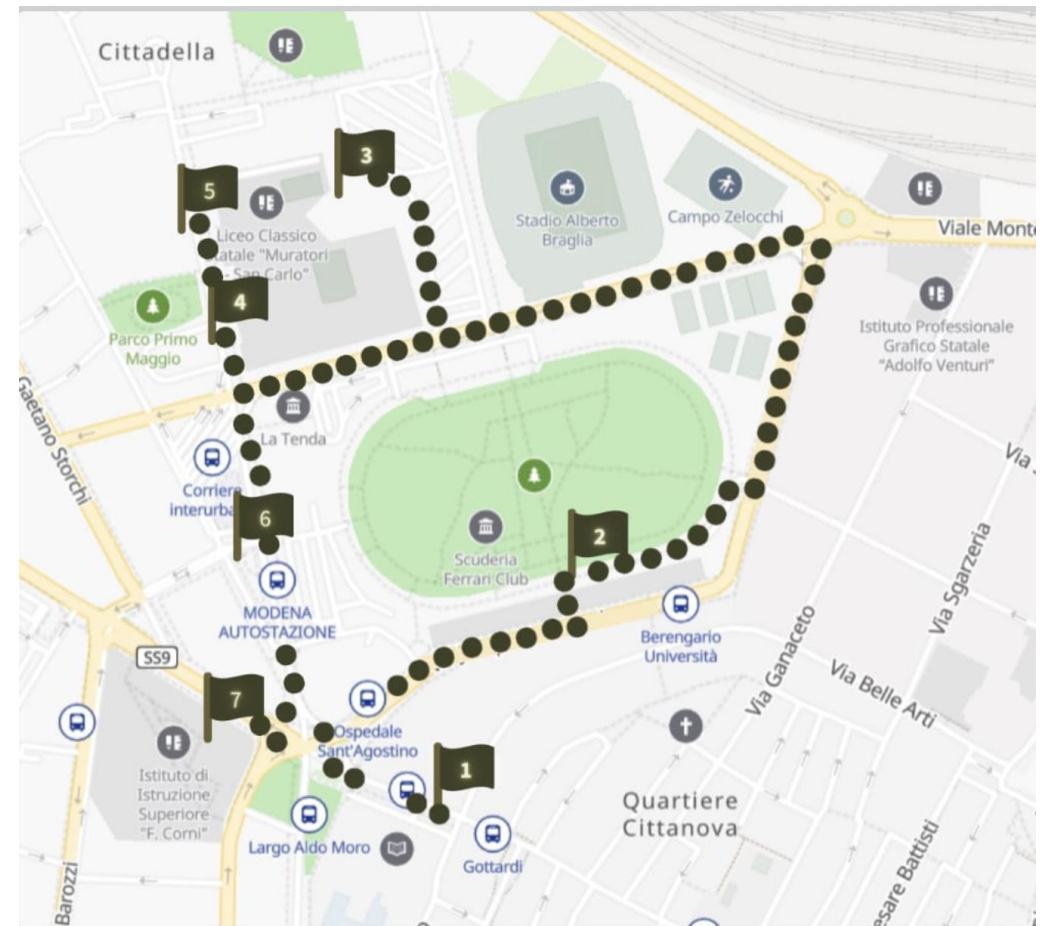 Cittadella
3
5
Stadio Alberto
Braglia
Campo Zelocchi
Viale Monte
Liceo Classico
Statale "Muratori
- San Carlo"
4
Parco Primo
Maggio
Istituto Professionale
Grafico Statale
"Adolfo Venturi"
Gaetano Storchi
La Tenda
Via
Corriere
interurba
6
2
Scuderia
Ferrari Club
Via Sgarzeria
MODENA
AUTOSTAZIONE
Berengario
Università
SS9
Via Ganaceto
Via Belle Arti
7
Ospedale
Sant'Agostino
1
Istituto di
Istruzione
Superiore
"F. Corni"
Quartiere
Cittanova
Largo Aldo Moro
Gottardi
Barozzi
esare Battisti